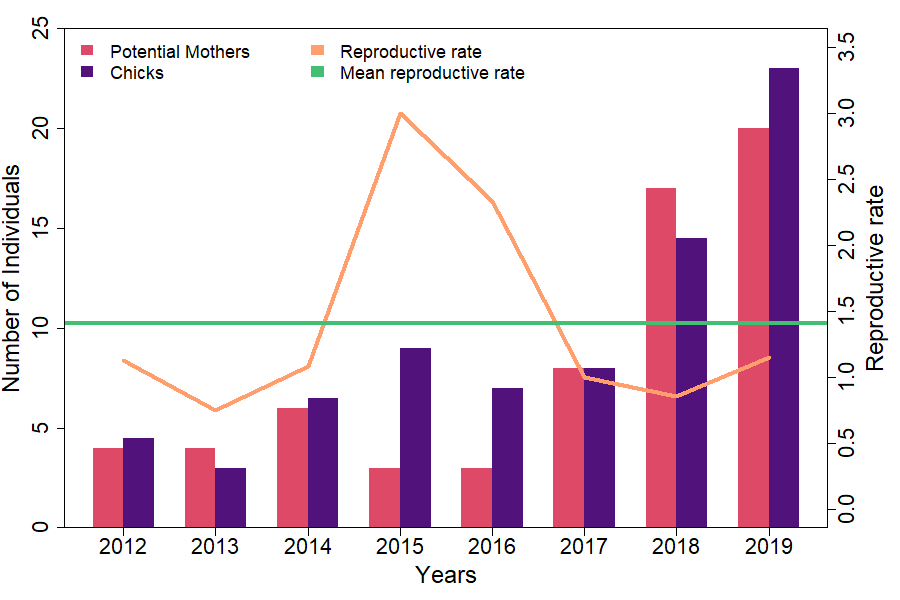 25
20
15
10
5
0
Number of Individuals
Potential Mothers
Chicks
Reproductive rate
Mean reproductive rate
3.5
3.0
2.5
2.0
1.5
1.0
0.5
0.0
Reproductive rate
2012 2013 2014 2015 2016 2017 2018 2019
Years